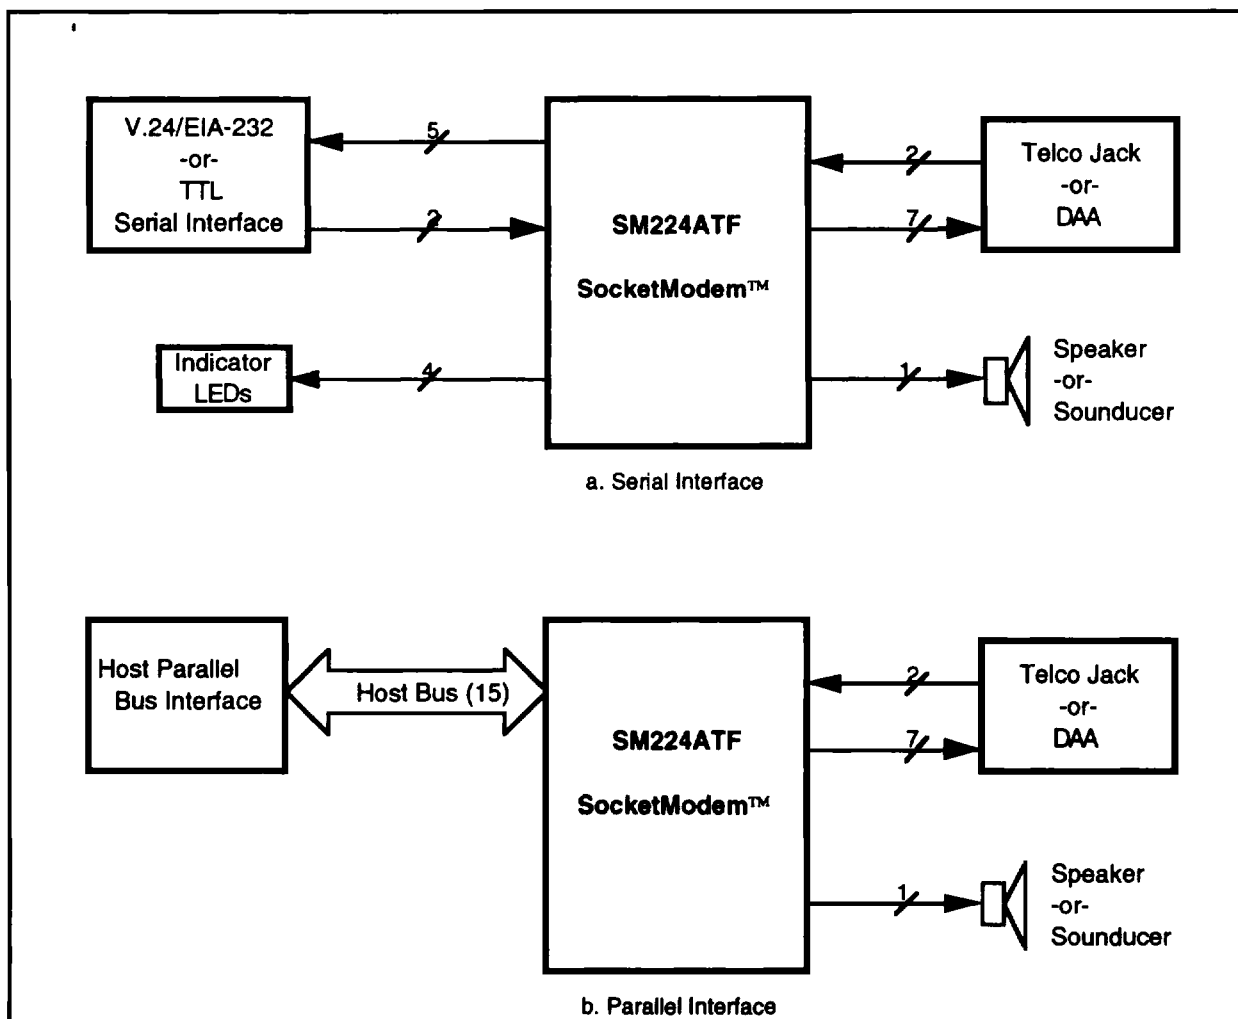 V.24/EIA-232
-or-
TTL
Serial Interface
5
2
SM224ATF
SocketModem™
2
7
Telco Jack
-or-
DAA
Indicator
LEDs
4
1
Speaker
-or-
Sounducer
a. Serial Interface
Host Parallel
Bus Interface
Host Bus (15)
SM224ATF
SocketModem™
2
7
Telco Jack
-or-
DAA
1
Speaker
-or-
Sounducer
b. Parallel Interface